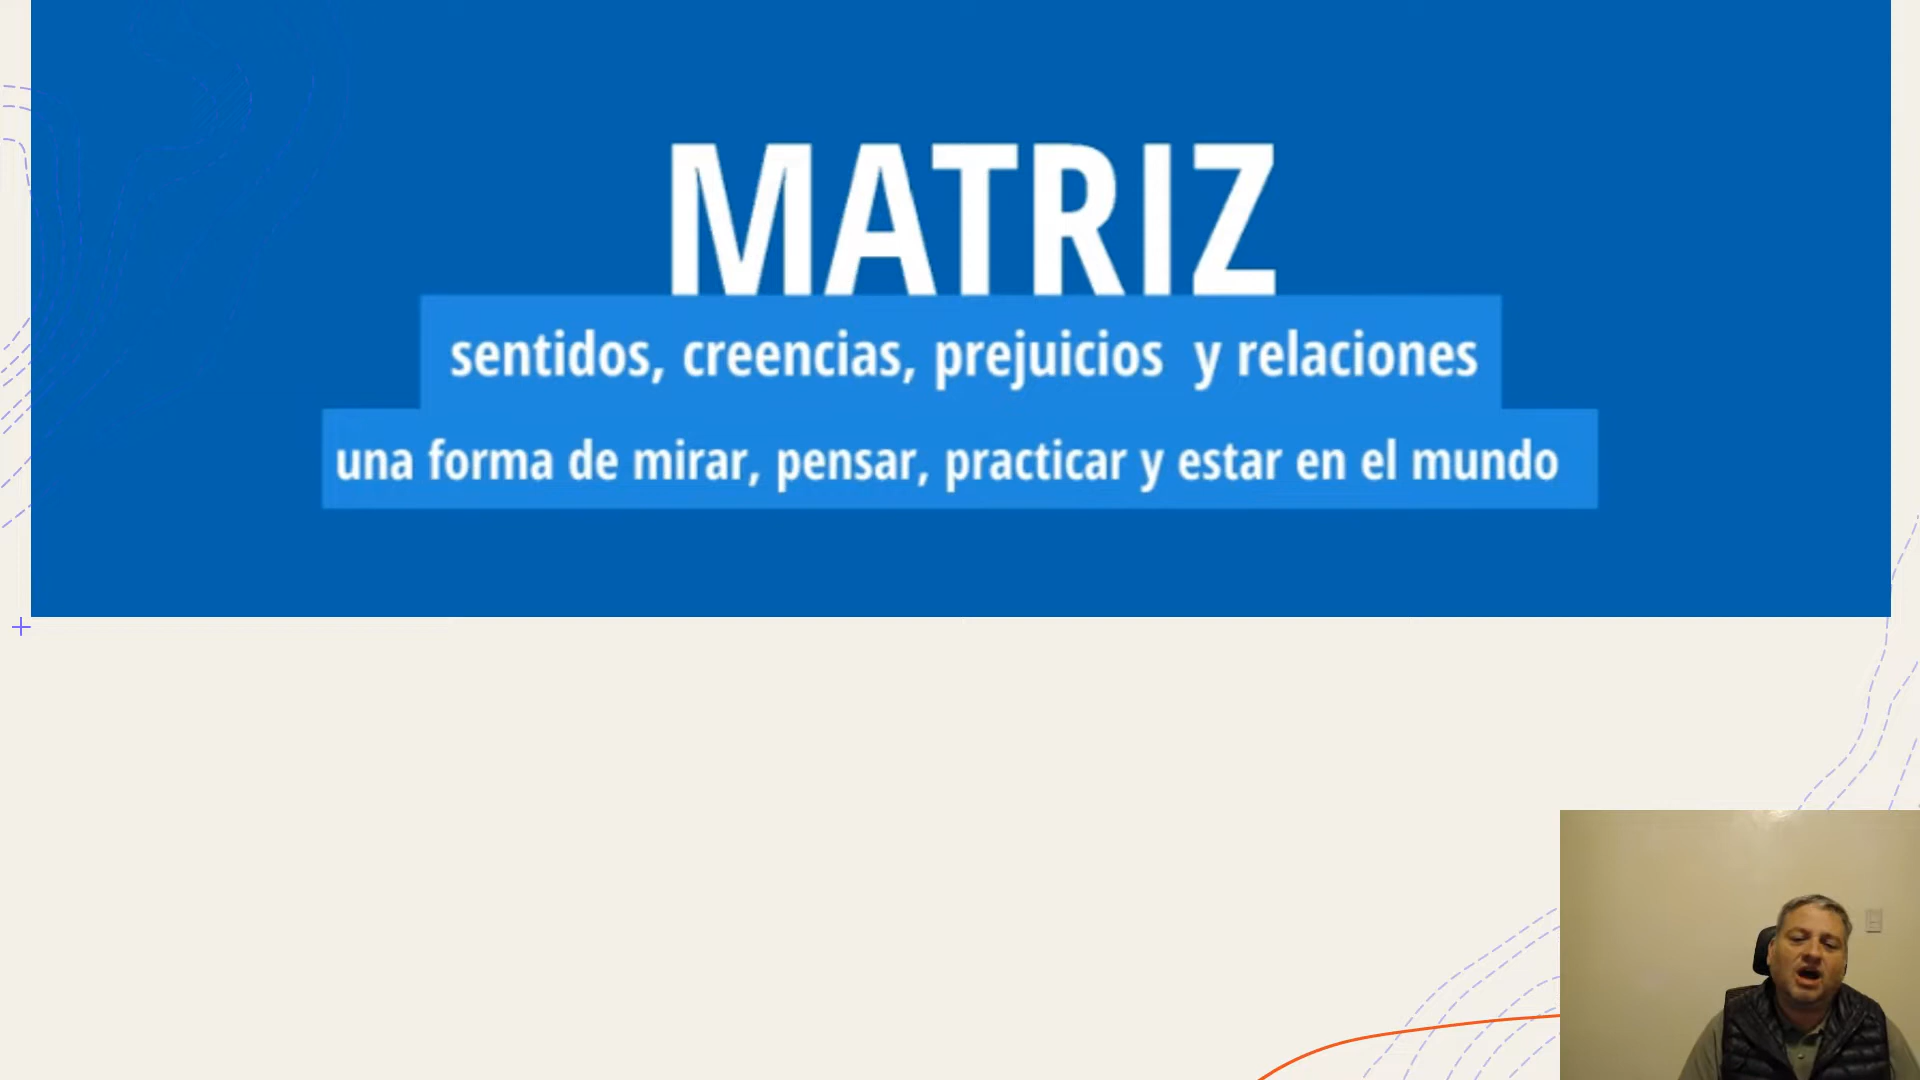 MATRIZ
sentidos, creencias, prejuicios y relaciones
una forma de mirar, pensar, practicar y estar en el mundo